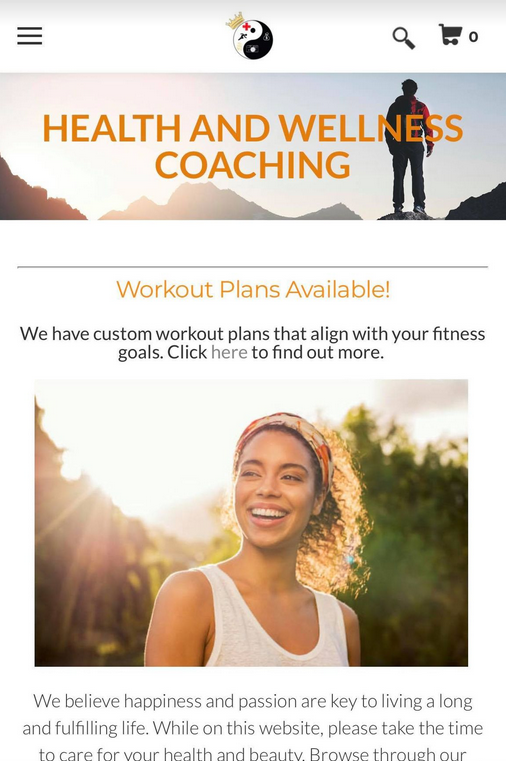 0
HEALTH AND WELLNESS
COACHING
Workout Plans Available!
We have custom workout plans that align with your fitness
goals. Click here to find out more.
We believe happiness and passion are key to living a long
and fulfilling life. While on this website, please take the time
to care for your health and beauty. Browse through our